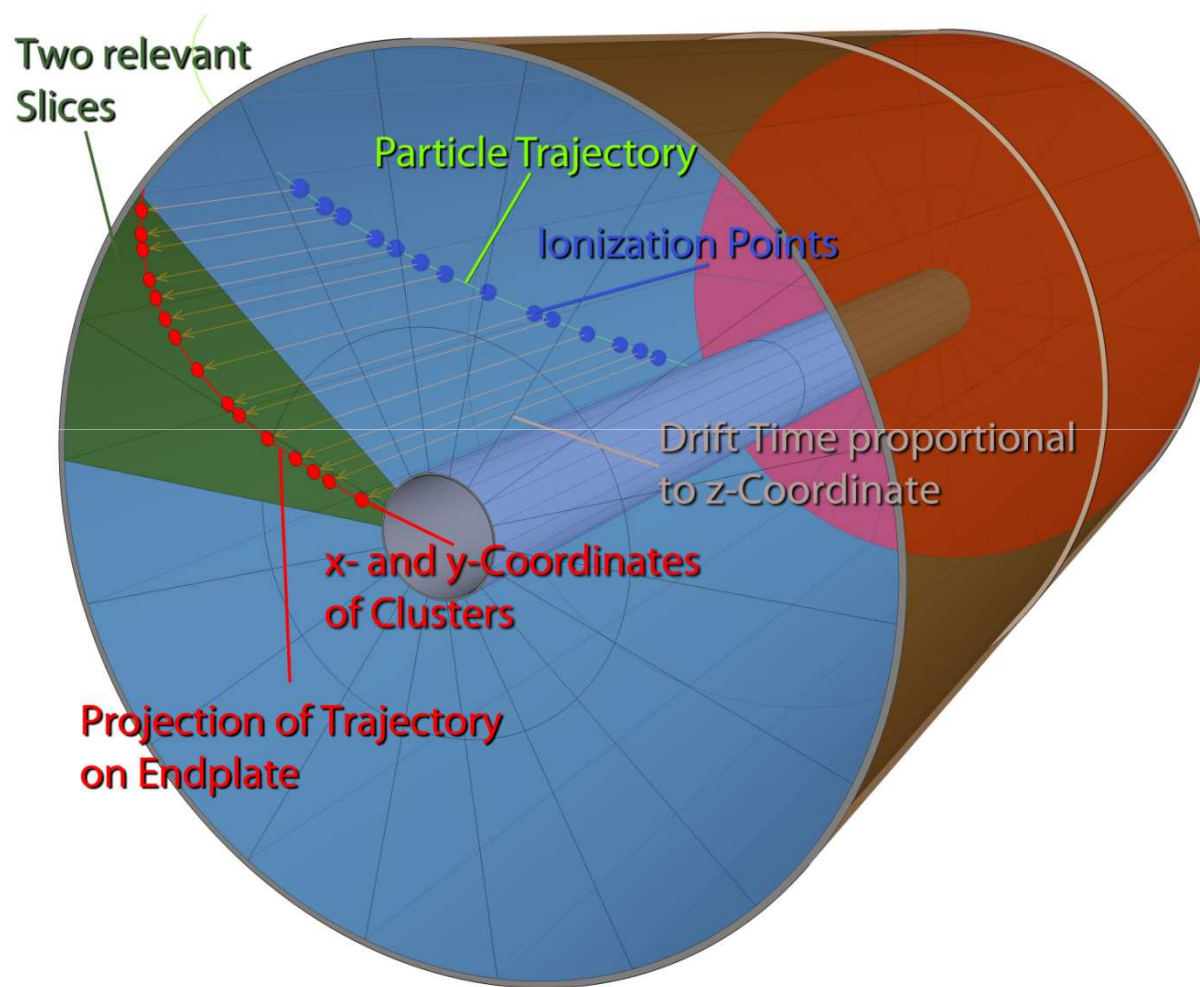 Two relevant
Slices
Particle Trajectory
Ionization Points
Drift Time proportional
to z-Coordinate
x- and y-Coordinates
of Clusters
Projection of Trajectory
on Endplate